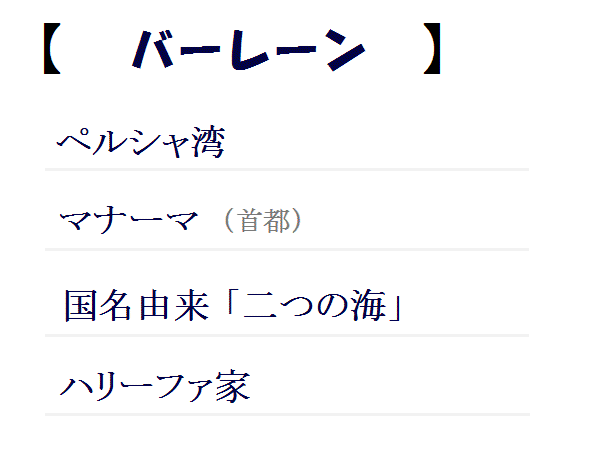 【 バーレーン 】
ペルシャ湾
マナーマ （首都）
国名由来「二つの海」
ハリーファ家